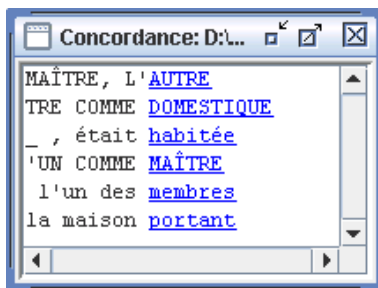 Concordance: D:\...
MAÎTRE, L'AUTRE
TRE COMME DOMESTIQUE
_ , était habitée
'UN COMME MAÎTRE
l'un des membres
la maison portant